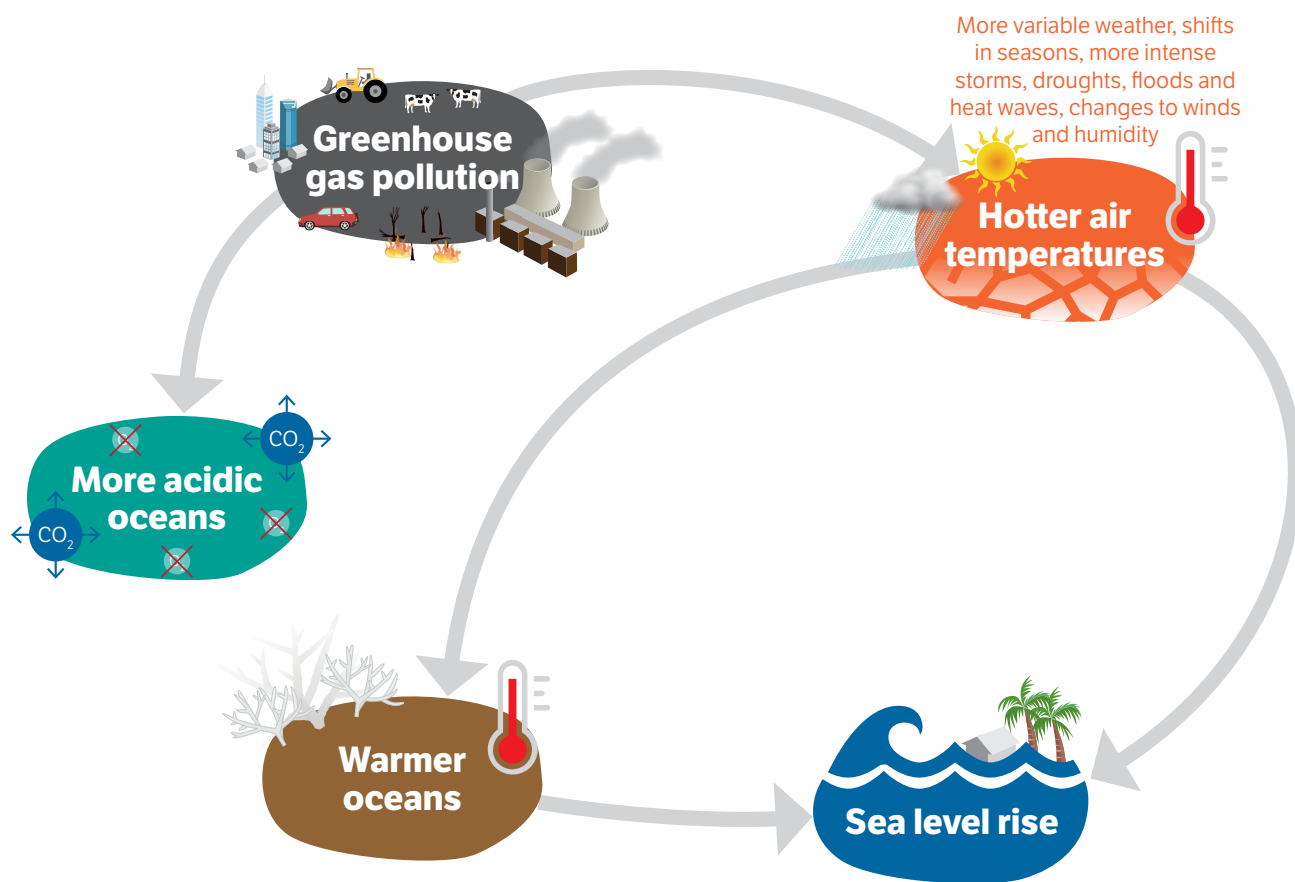 More variable weather, shifts
in seasons, more intense
storms, droughts, floods and
heat waves, changes to winds
and humidity
Greenhouse
gas pollution
Hotter air
temperatures
CO₂
More acidic
oceans
CO₂
Warmer
oceans
Sea level rise